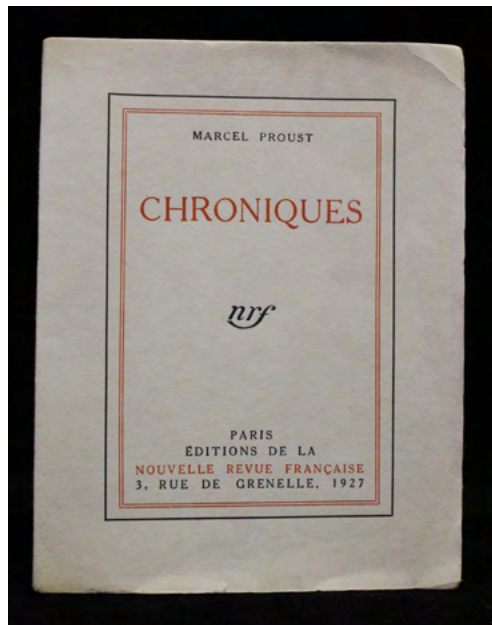 MARCEL PROUST
CHRONIQUES
nrf
PARIS
ÉDITIONS DE LA
NOUVELLE REVUE FRANÇAISE
3, RUE DE GRENELLE, 1927